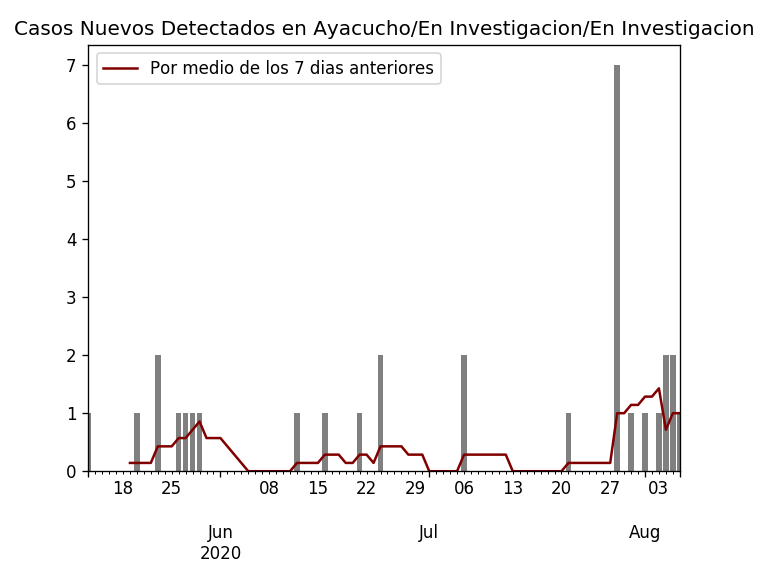 Casos Nuevos Detectados en Ayacucho/En Investigacion/En Investigacion
Por medio de los 7 dias anteriores
7
6
5
4
3
2
1
0
18 25 08 15 22 29 06 13 20 27 03
Jun Jul Aug
2020